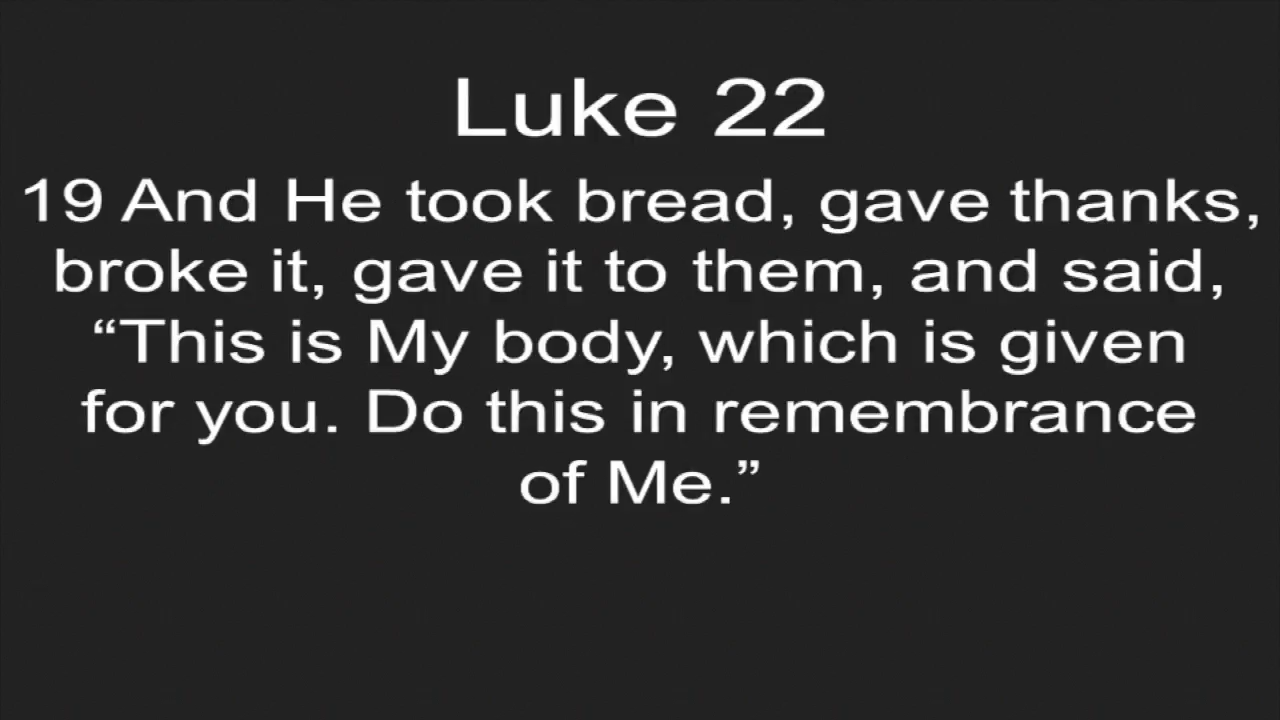 Luke 22
19 And He took bread, gave thanks,
broke it, gave it to them, and said,
“This is My body, which is given
for you. Do this in remembrance
of Me.”